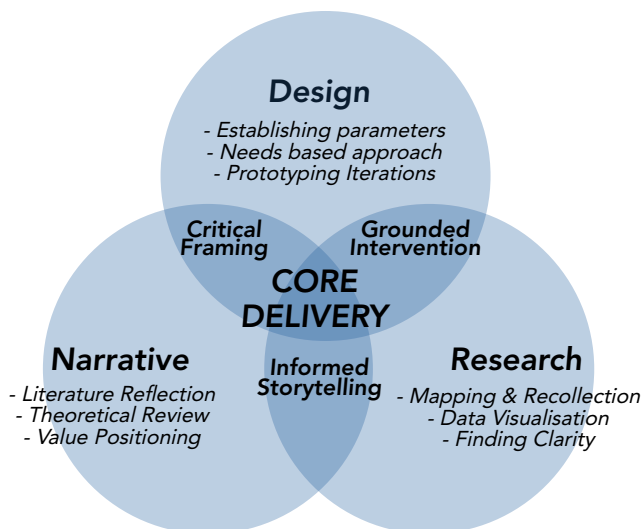 Design
- Establishing parameters
- Needs based approach
- Prototyping Iterations
Critical
Framing
Grounded
Intervention
CORE
DELIVERY
Narrative
- Literature Reflection
- Theoretical Review
- Value Positioning
Informed
Storytelling
Research
- Mapping & Recollection
- Data Visualisation
- Finding Clarity